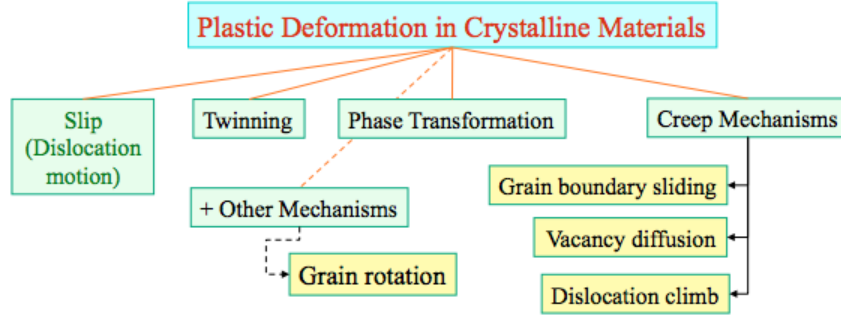 Plastic Deformation in Crystalline Materials
Slip
(Dislocation
motion)
Twinning
Phase Transformation
Creep Mechanisms
Grain boundary sliding
+ Other Mechanisms
Vacancy diffusion
Grain rotation
Dislocation climb